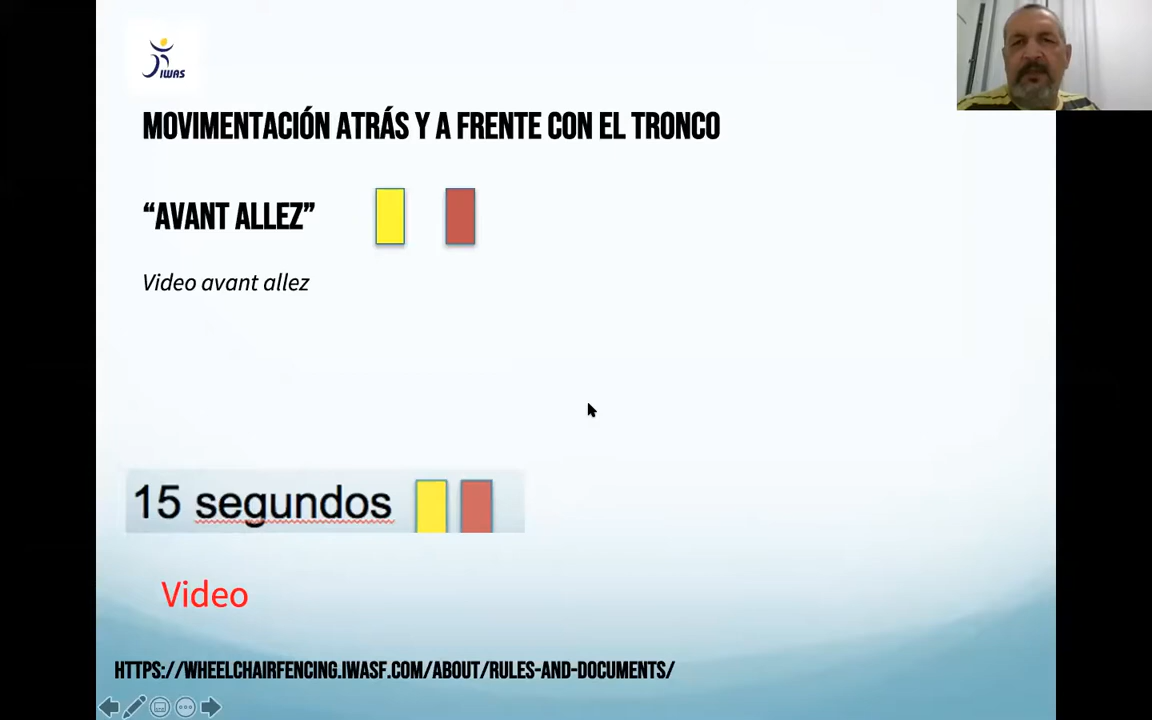 IWAS
MOVIMENTACIÓN ATRÁS Y A FRENTE CON EL TRONCO
“AVANT ALLEZ”
Video avant allez
15 segundos
Video
HTTPS://WHEELCHAIRFENCING.IWASF.COM/ABOUT/RULES-AND-DOCUMENTS/